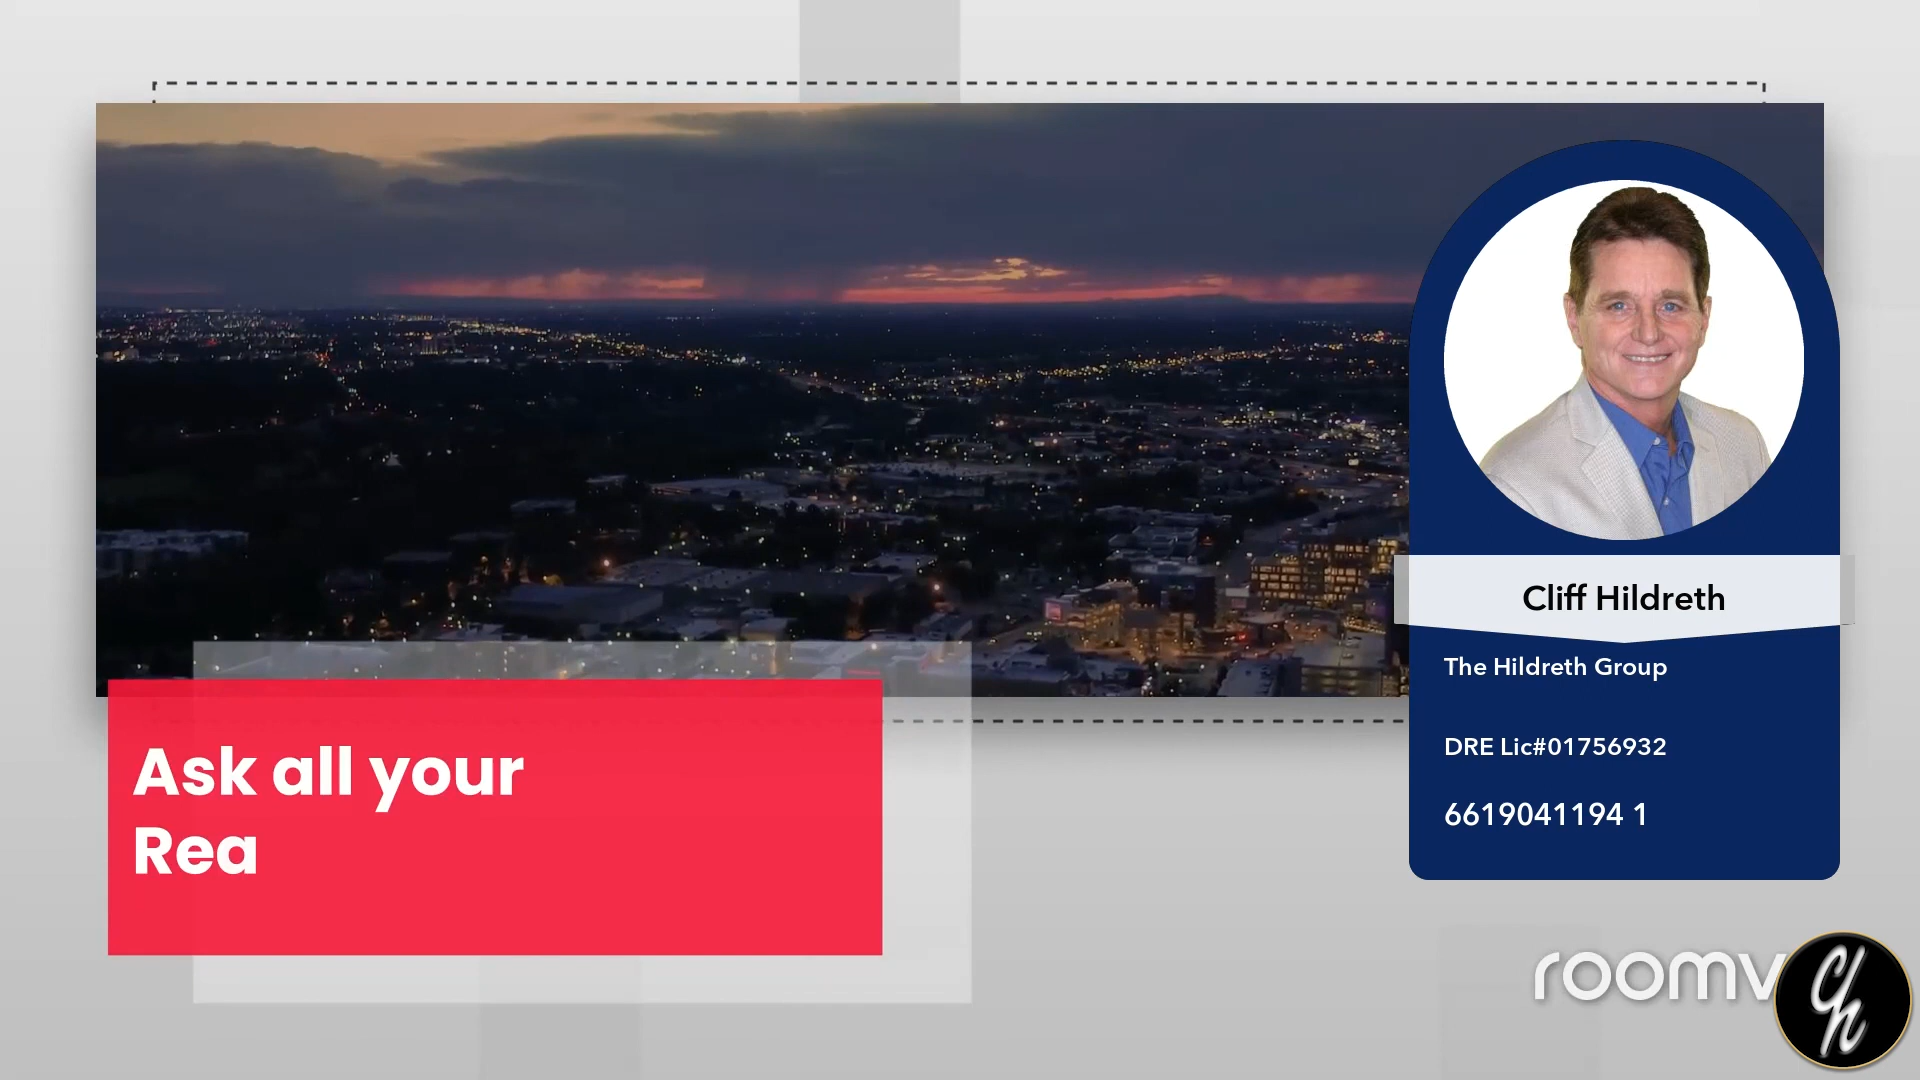 Cliff Hildreth
The Hildreth Group
DRE Lic#01756932
6619041194 1
Ask all your
Rea
roomv